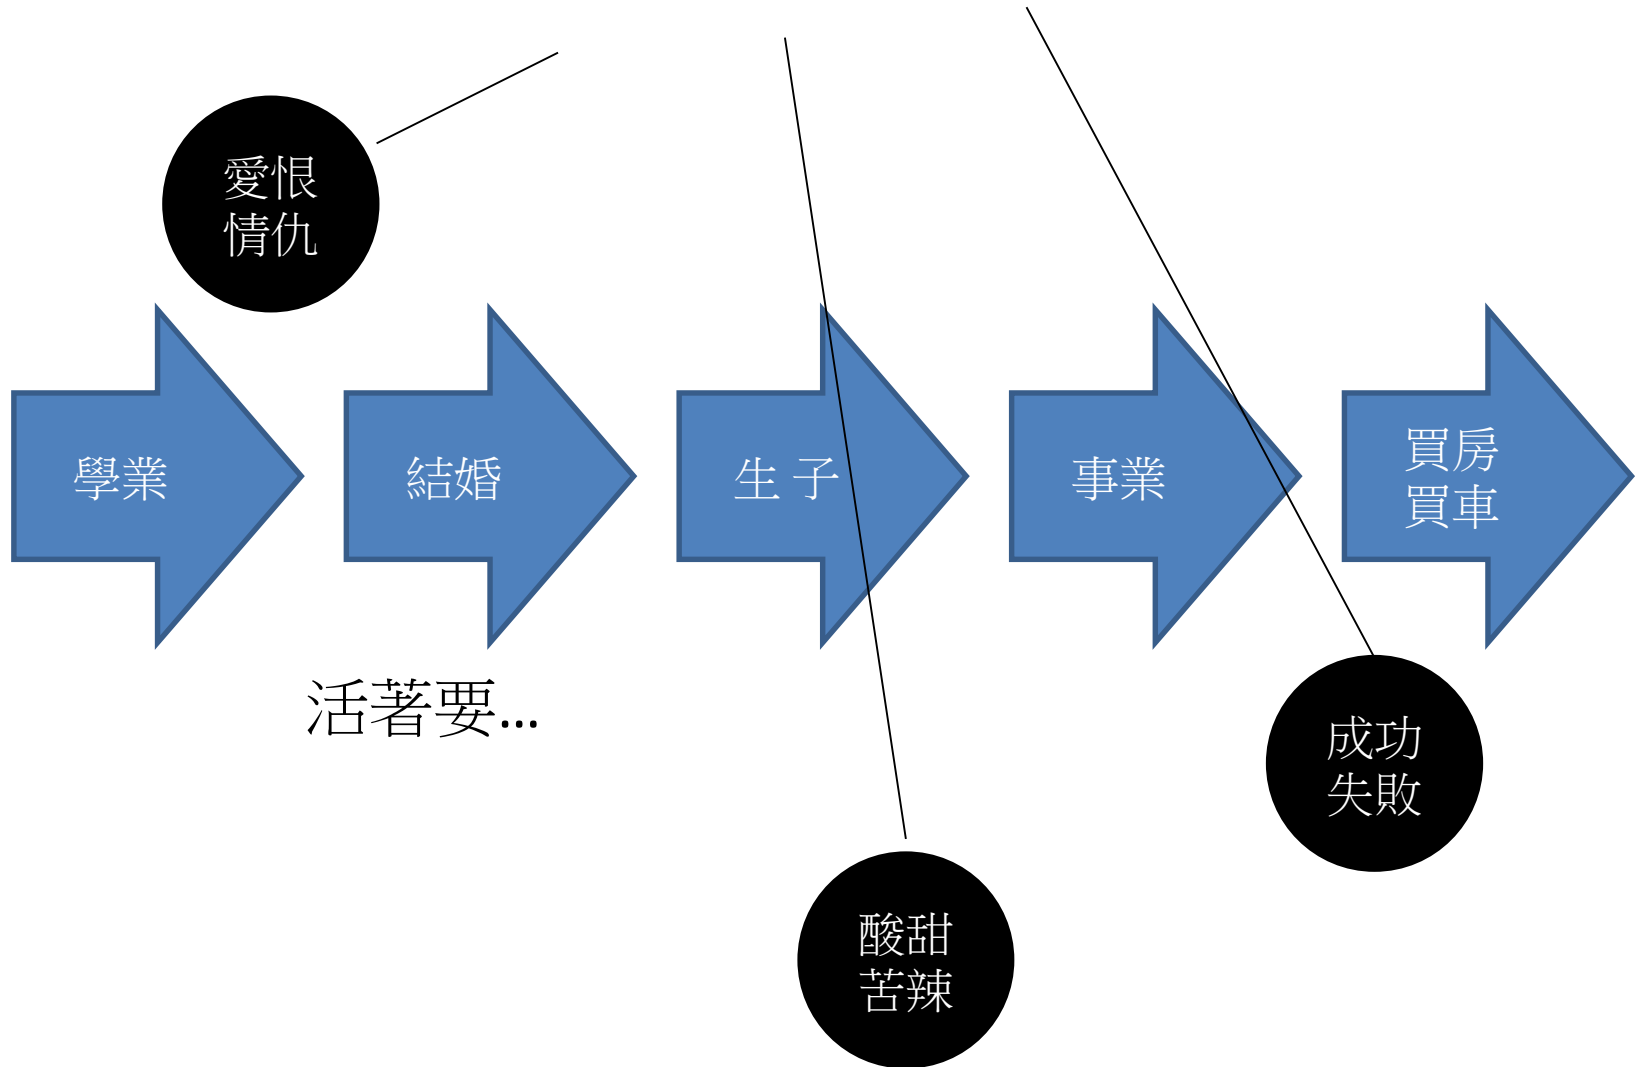 愛恨
情仇
學業
結婚
生 子
事業
買房
買車
活著要...
成功
失敗
酸甜
苦辣